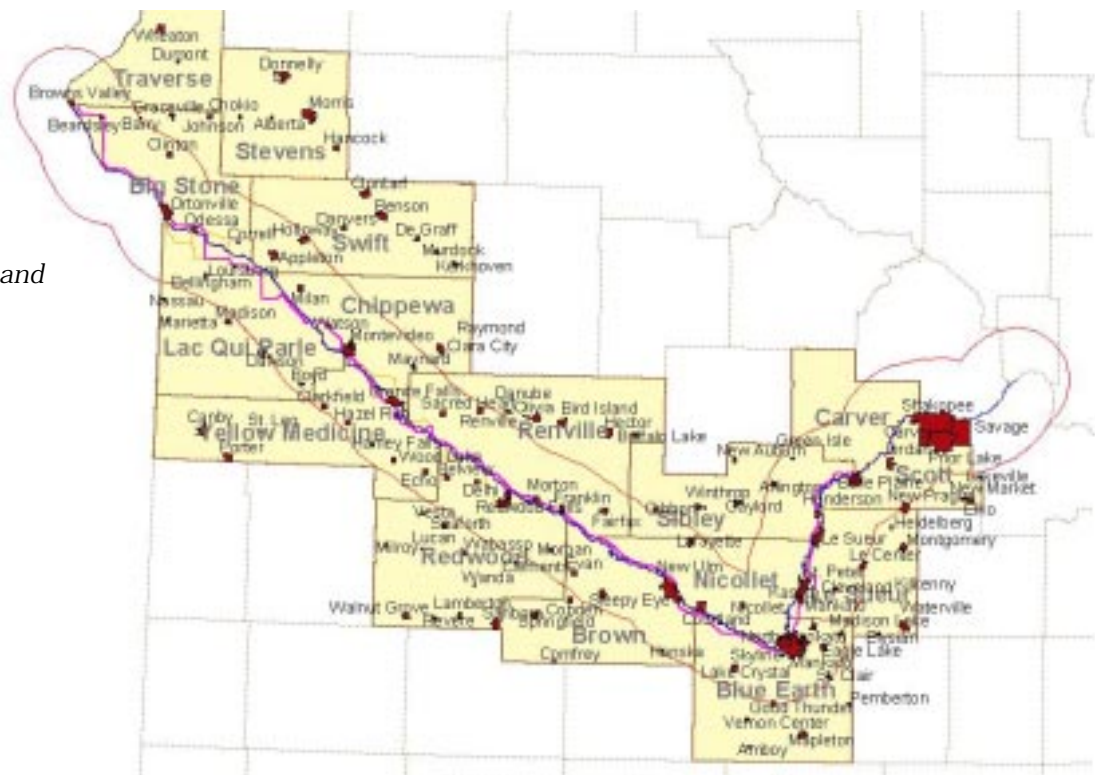 Wheaton
Dumont
Traverse
Donnelly
Browns Valley
Graceville Chokio
Morris
Beardsley Barry
Johnson
Alberta
Hancock
Clinton
Stevens
Big Stone
Clontarf
Ortonville
Benson
Odessa
Danvers
De Graff
Correll
Holloway
Swift
Murdock
and
Appleton
Kerkhoven
Louisburg
Bellingham
Milan
Nassau
Chippewa
Madison
Marietta
Watson
Raymond
Montevideo
Clara City
Lac Qui Parle
Maynard
Dawson
Boyd
Granite Falls
Danube
Clarkfield
Sacred Heart
Olivia
Bird Island
Carver
Shakopee
Canby
St. Leo
Hazel Run
Renville
Renville
Hector
Savage
Yellow Medicine
Buffalo Lake
Green Isle
Prior Lake
Porter
New Auburn
Jordan
Scott
Wood Lake
Belview
Echo
Arlington
Belle Plaine
New Market
Delhi
Morton
Winthrop
Henderson
New Prague
Elko
Redwood Falls
Franklin
Gaylord
Vesta
Gibbon
Seaforth
Fairfax
Sibley
Heidelberg
Lucan
Lafayette
Le Sueur
Montgomery
Milroy
Wabasso
Morgan
Le Center
Redwood
Clements
Evan
New Ulm
Nicollet
Wanda
Cleveland
Kilkenny
Kasota
Walnut Grove
Lamberton
Cobden
Sleepy Eye
Nicollet
Waterville
Revere
Sanborn
Springfield
Courtland
Madison Lake
Brown
Elysian
Hanska
Skyline
Eagle Lake
Comfrey
Mankato
Lake Crystal
St. Clair
Blue Earth
Pemberton
Good Thunder
Vernon Center
Mapleton
Amboy